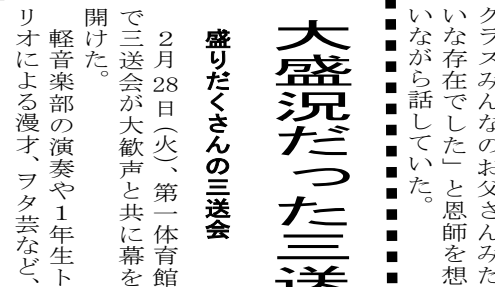 クラスみんなのお父さんみた
いな存在でした」と恩師を想
いながら話していた。
大盛況だった三送
盛りだくさんの三送会
２月28日（火）、第一体育館
で三送会が大歓声と共に幕を
開けた。
軽音楽部の演奏や１年生ト
リオによる漫才、ヲタ芸など、